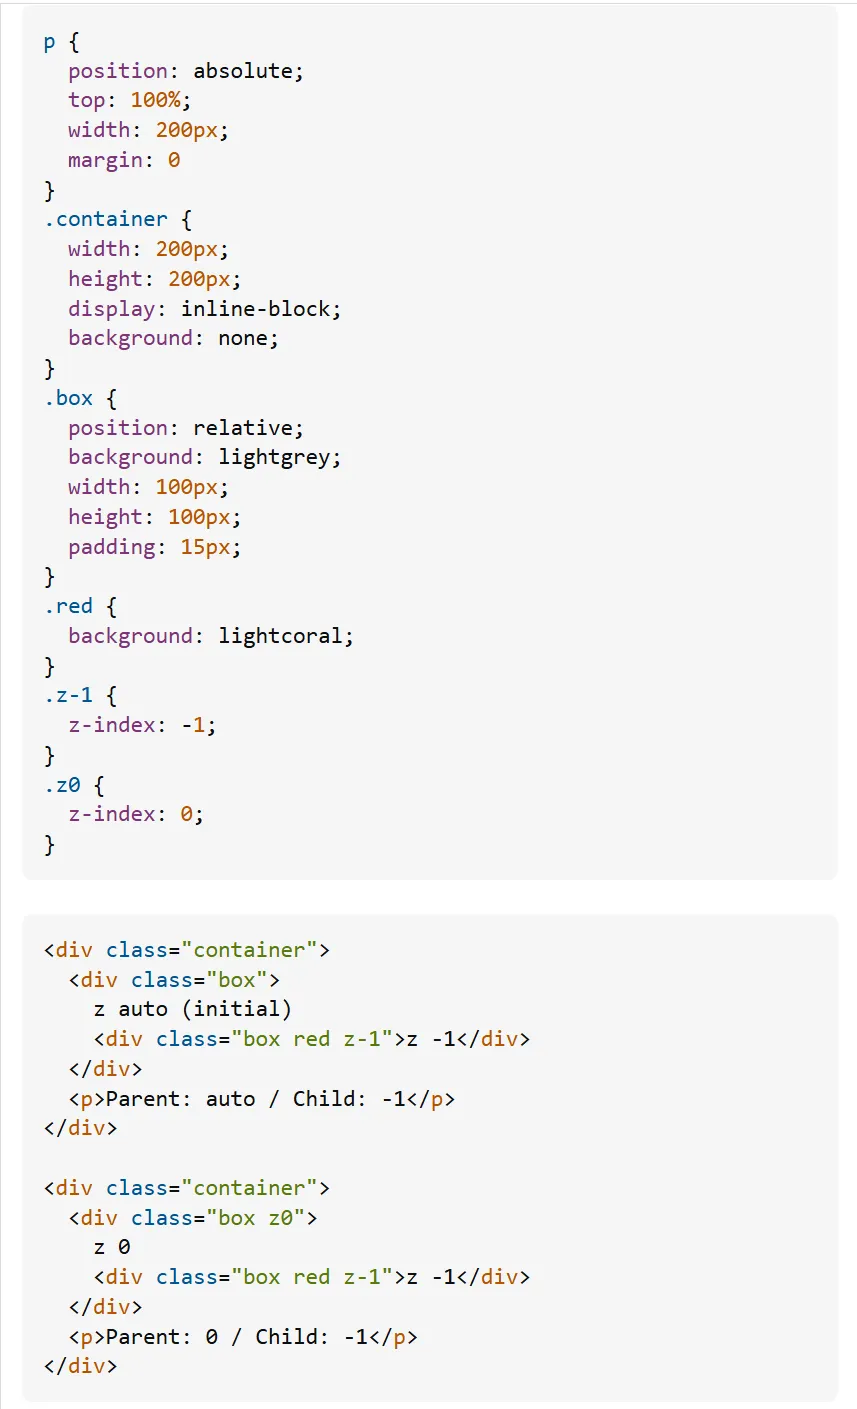 p {
  position: absolute;
  top: 100%;
  width: 200px;
  margin: 0
}
.container {
  width: 200px;
  height: 200px;
  display: inline-block;
  background: none;
}
.box {
  position: relative;
  background: lightgrey;
  width: 100px;
  height: 100px;
  padding: 15px;
}
.red {
  background: lightcoral;
}
.z-1 {
  z-index: -1;
}
.z0 {
  z-index: 0;
}
<div class="container">
  <div class="box">
    z auto (initial)
    <div class="box red z-1">z -1</div>
  </div>
  <p>Parent: auto / Child: -1</p>
</div>

<div class="container">
  <div class="box z0">
    z 0
    <div class="box red z-1">z -1</div>
  </div>
  <p>Parent: 0 / Child: -1</p>
</div>